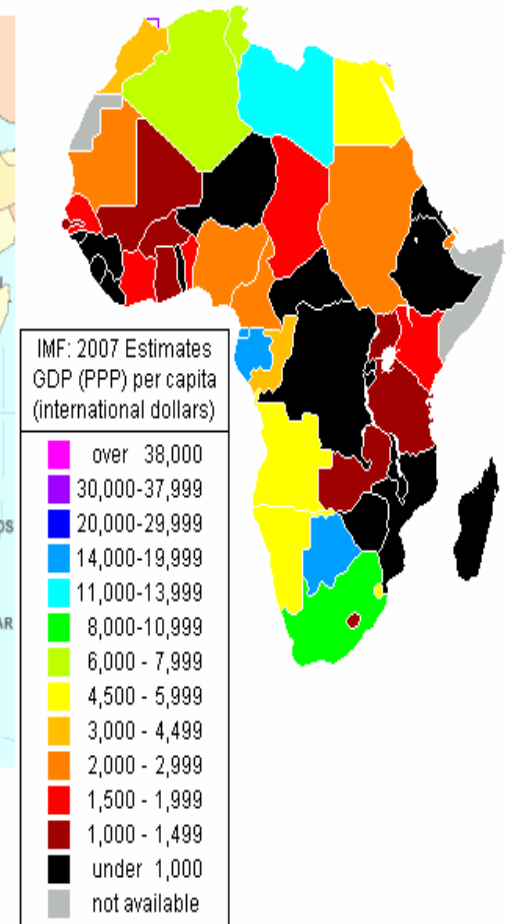 IMF: 2007 Estimates
GDP (PPP) per capita
(international dollars)
over 38,000
30,000-37,999
20,000-29,999
14,000-19,999
11,000-13,999
8,000-10,999
6,000 - 7,999
4,500 - 5,999
3,000 - 4,499
2,000 - 2,999
1,500 - 1,999
1,000 - 1,499
under 1,000
not available
OS
AR